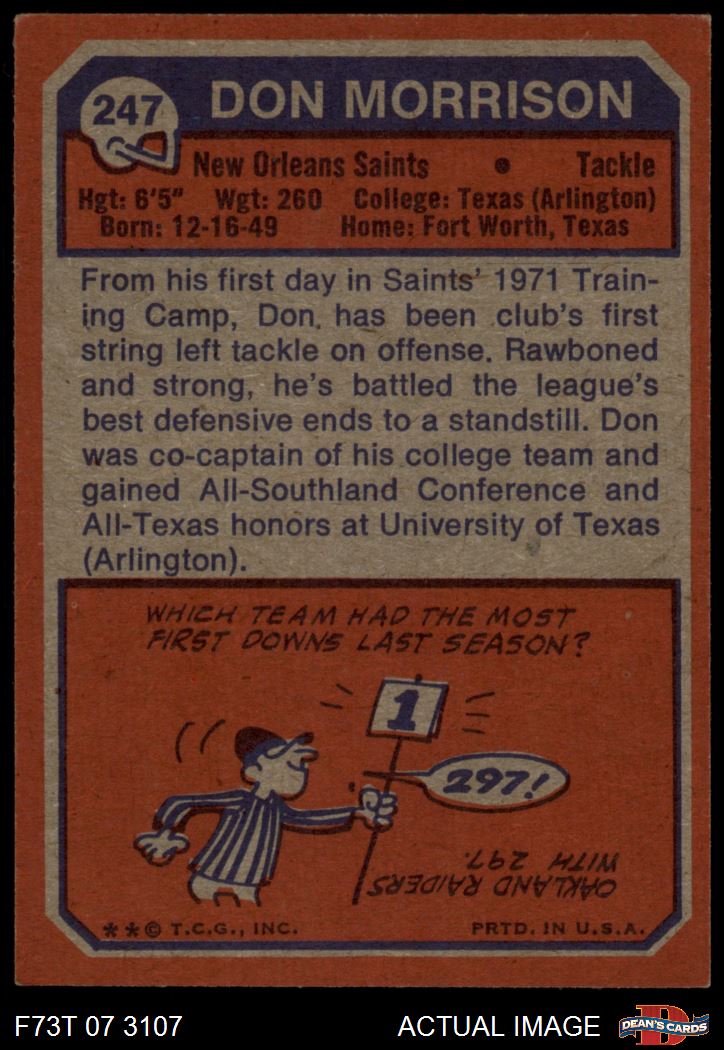 247 DON MORRISON
New Orleans Saints • Tackle
Hgt: 6'5" Wgt: 260 College: Texas (Arlington)
Born: 12-16-49 Home: Fort Worth, Texas
From his first day in Saints' 1971 Train-
ing Camp, Don has been club's first
string left tackle on offense. Rawboned
and strong, he's battled the league's
best defensive ends to a standstill. Don
was co-captain of his college team and
gained All-Southland Conference and
All-Texas honors at University of Texas
(Arlington).
WHICH TEAM HAD THE MOST
FIRST DOWNS LAST SEASON?
1
297!
OAKLAND RAIDERS
WITH 297.
**© T.C.G., INC. PRTD. IN U.S.A.
F73T 07 3107 ACTUAL IMAGE
D
DEAN'S CARDS